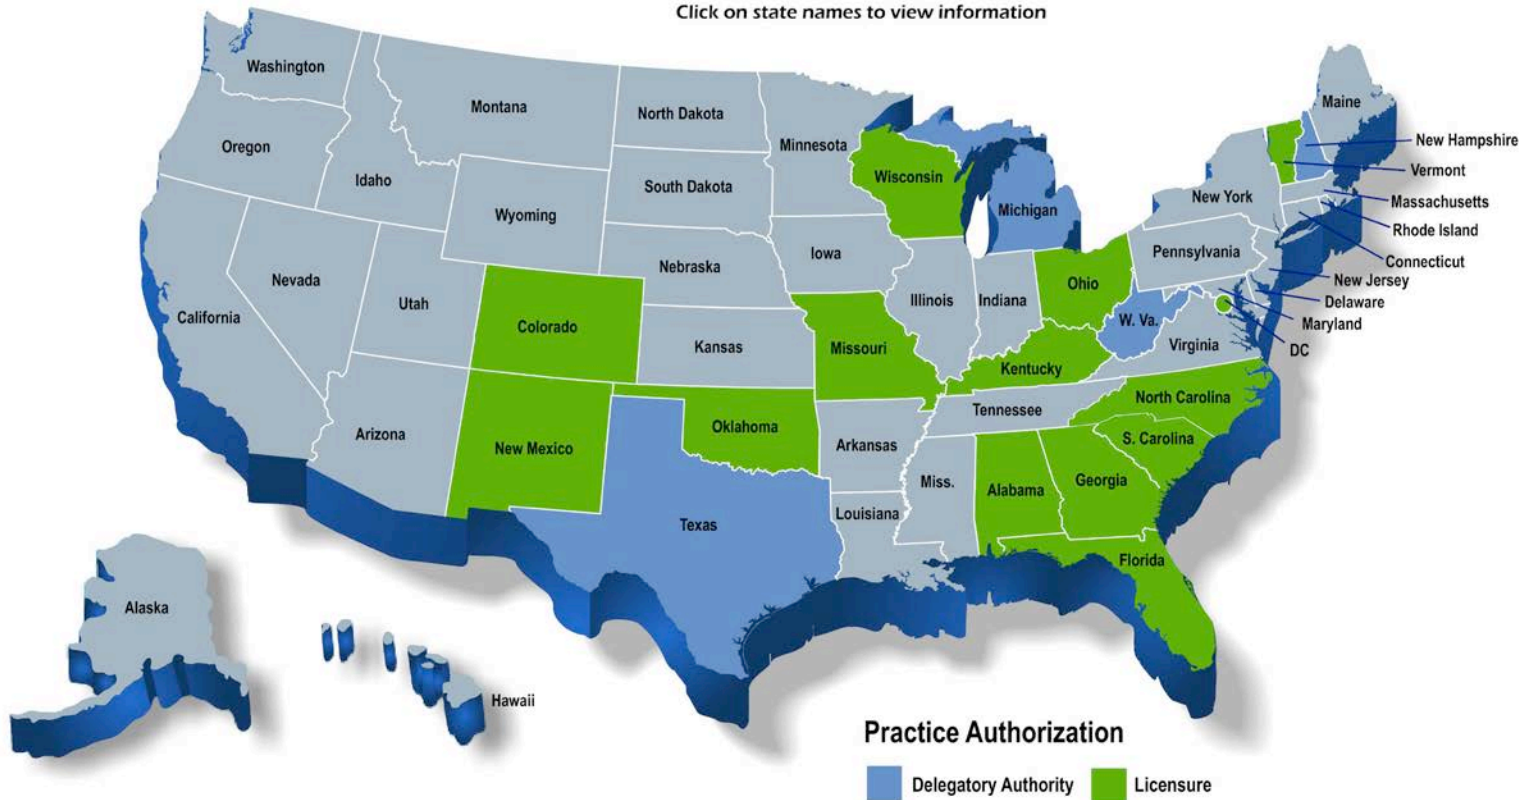 Click on state names to view information
Washington
Montana
North Dakota
Minnesota
Maine
Oregon
Idaho
New Hampshire
Wisconsin
Vermont
South Dakota
Wyoming
New York
Massachusetts
Michigan
Rhode Island
Iowa
Pennsylvania
Connecticut
Nebraska
Nevada
New Jersey
Utah
Ohio
Illinois
Indiana
Delaware
California
W. Va.
Maryland
Colorado
Virginia
Kansas
Missouri
DC
Kentucky
North Carolina
Tennessee
Oklahoma
Arizona
S. Carolina
Arkansas
New Mexico
Georgia
Miss.
Alabama
Louisiana
Texas
Florida
Alaska
Hawaii
Practice Authorization
Delegatory Authority
Licensure